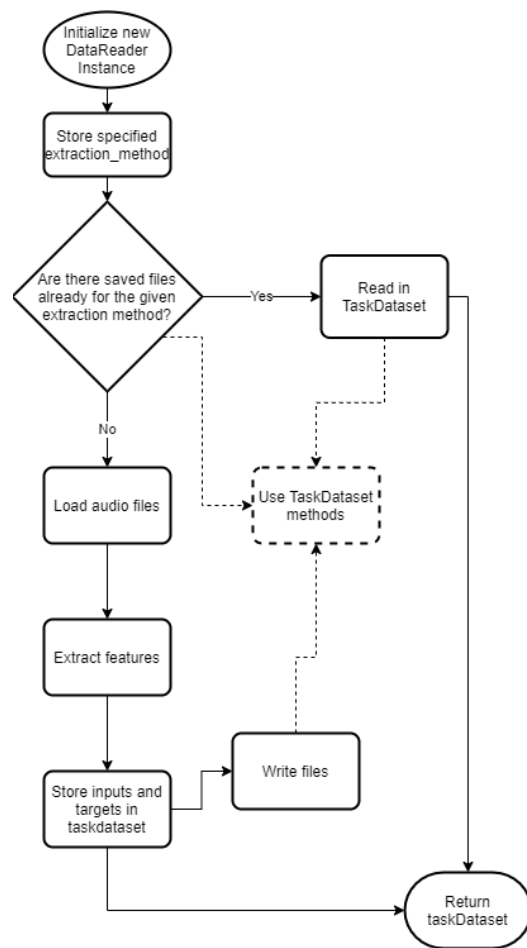 Initialize new
DataReader
Instance
Store specified
extraction_method
Are there saved files
already for the given
extraction method?
Yes
Read in
TaskDataset
No
Use TaskDataset
methods
Load audio files
Extract features
Store inputs and
targets in
taskdataset
Write files
Return
taskDataset